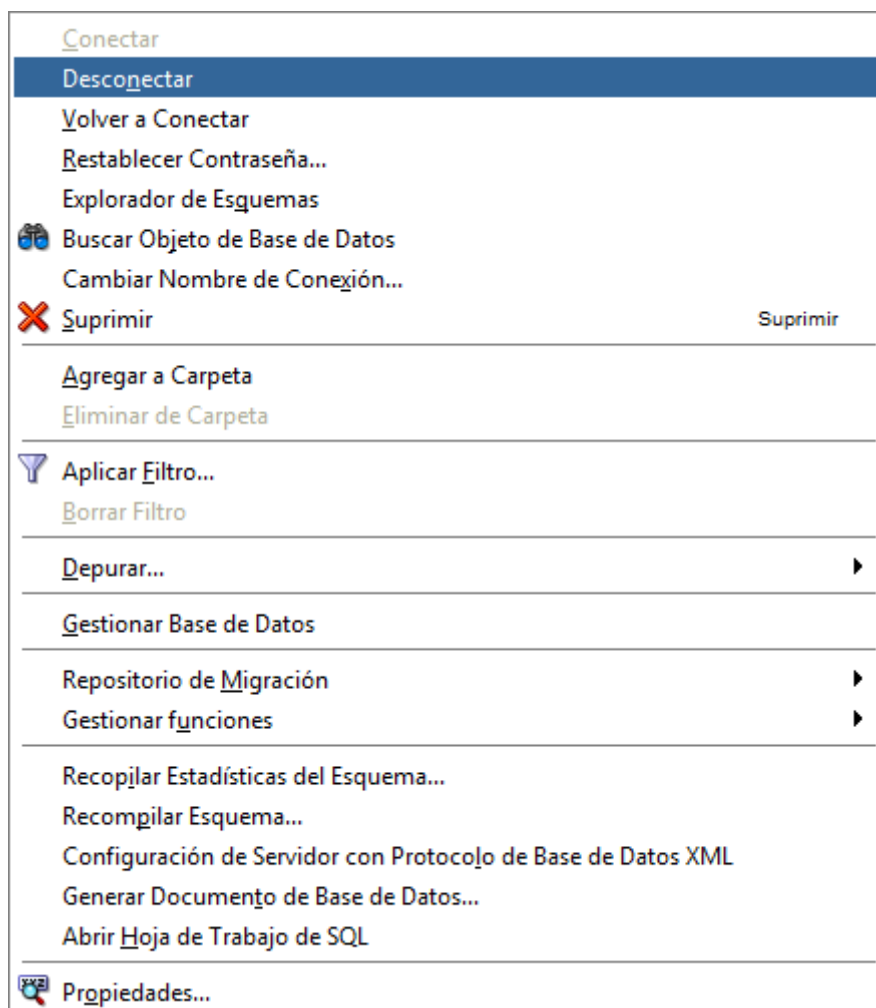 Conectar
Desconectar
Volver a Conectar
Restablecer Contraseña...
Explorador de Esquemas
Buscar Objeto de Base de Datos
Cambiar Nombre de Conexión...
Suprimir Suprimir
Agregar a Carpeta
Eliminar de Carpeta
Aplicar Filtro...
Borrar Filtro
Depurar...
Gestionar Base de Datos
Repositorio de Migración
Gestionar funciones
Recopilar Estadísticas del Esquema...
Recompilar Esquema...
Configuración de Servidor con Protocolo de Base de Datos XML
Generar Documento de Base de Datos...
Abrir Hoja de Trabajo de SQL
Propiedades...